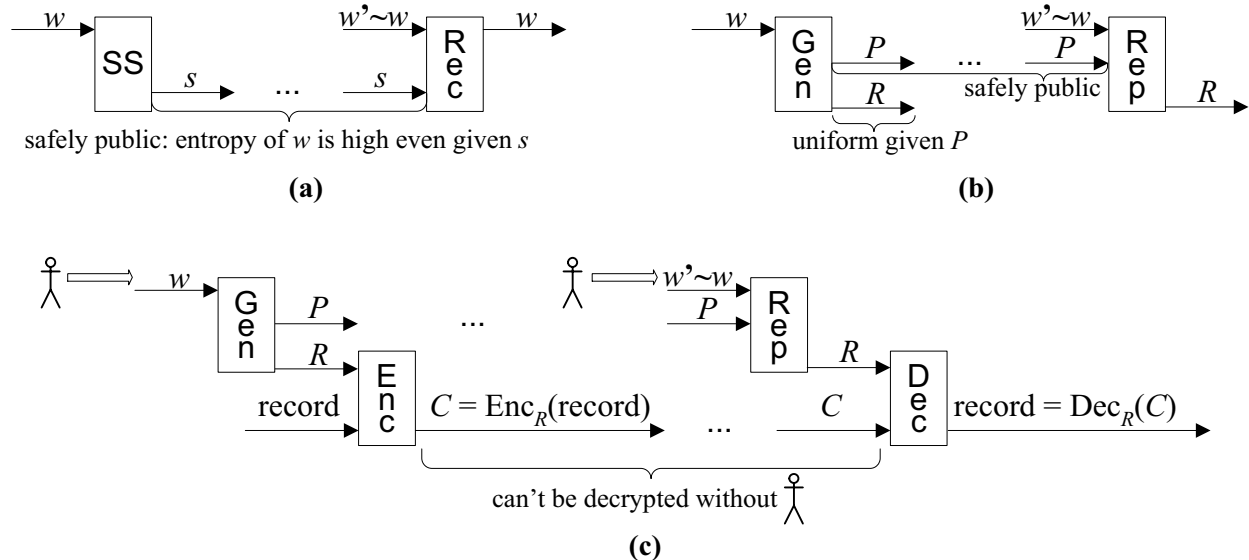 w
SS
s
...
w'~w
s
Rec
w
safely public: entropy of w is high even given s
(a)
w
Gen
P
R
...
w'~w
P
Rep
R
safely public
uniform given P
(b)
w
Gen
P
R
...
w'~w
P
Rep
R
record
Enc
C = Enc_R(record)
...
C
Dec
record = Dec_R(C)
can't be decrypted without
(c)